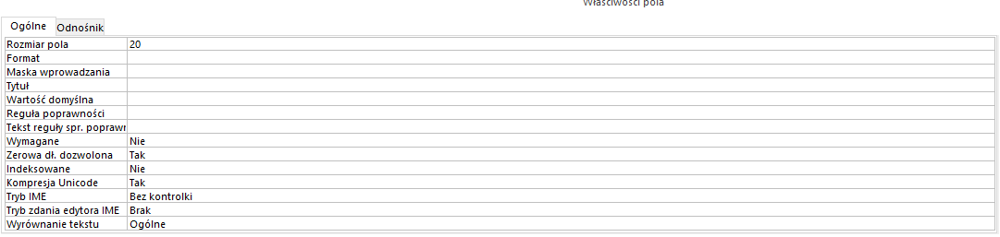 Właściwości pola
Ogólne Odnośnik
Rozmiar pola 20
Format
Maska wprowadzania
Tytuł
Wartość domyślna
Reguła poprawności
Tekst reguły spr. popraw
Wymagane Nie
Zerowa dł. dozwolona Tak
Indeksowane Nie
Kompresja Unicode Tak
Tryb IME Bez kontrolki
Tryb zdania edytora IME Brak
Wyrównanie tekstu Ogólne